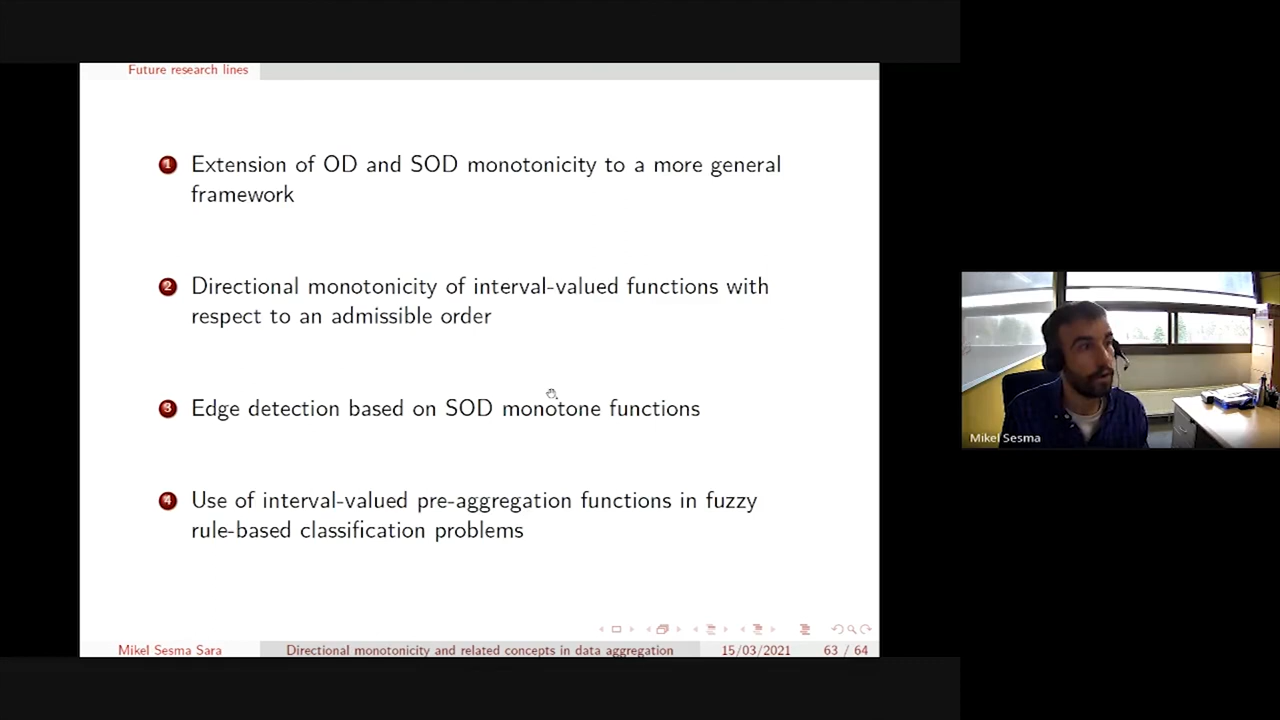 Future research lines
1 Extension of OD and SOD monotonicity to a more general
framework
2 Directional monotonicity of interval-valued functions with
respect to an admissible order
3 Edge detection based on SOD monotone functions
4 Use of interval-valued pre-aggregation functions in fuzzy
rule-based classification problems
Mikel Sesma
Mikel Sesma Sara Directional monotonicity and related concepts in data aggregation 15/03/2021 63 / 64